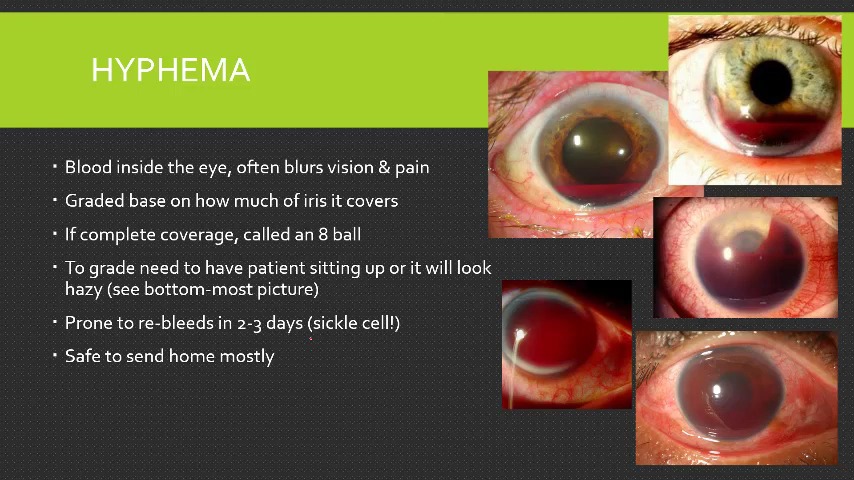 HYPHEMA
▪ Blood inside the eye, often blurs vision & pain
▪ Graded base on how much of iris it covers
▪ If complete coverage, called an 8 ball
▪ To grade need to have patient sitting up or it will look
hazy (see bottom-most picture)
▪ Prone to re-bleeds in 2-3 days (sickle cell!)
▪ Safe to send home mostly